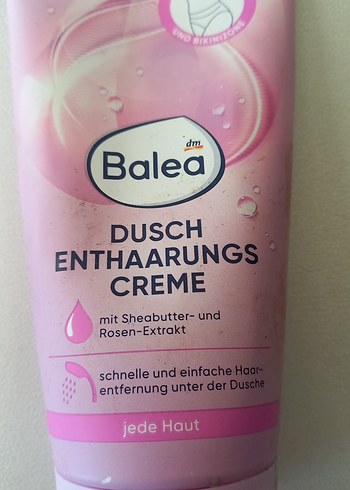 UND BIKINIZONE
dm
Balea
DUSCH
ENTHAARUNGS
CREME
mit Sheabutter- und
Rosen-Extrakt
schnelle und einfache Haar-
entfernung unter der Dusche
jede Haut